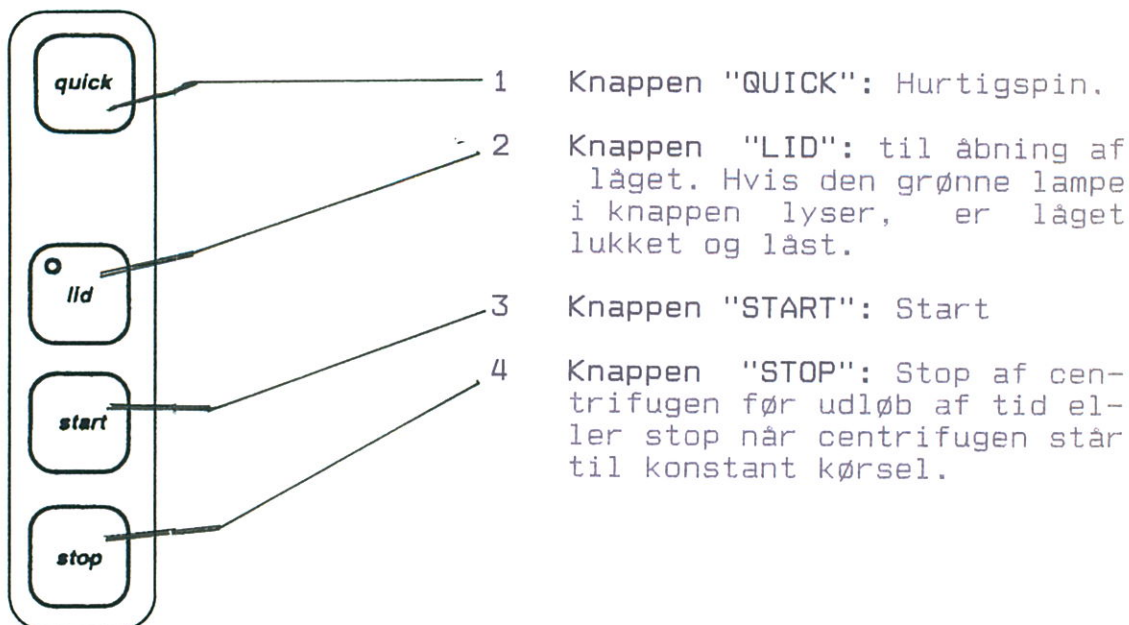 quick
1 Knappen "QUICK": Hurtigspin.
2 Knappen "LID": til åbning af
låget. Hvis den grønne lampe
i knappen lyser, er låget
lukket og låst.
lid
3 Knappen "START": Start
4 Knappen "STOP": Stop af cen-
trifugen før udløb af tid el-
ler stop når centrifugen står
til konstant kørsel.
start
stop